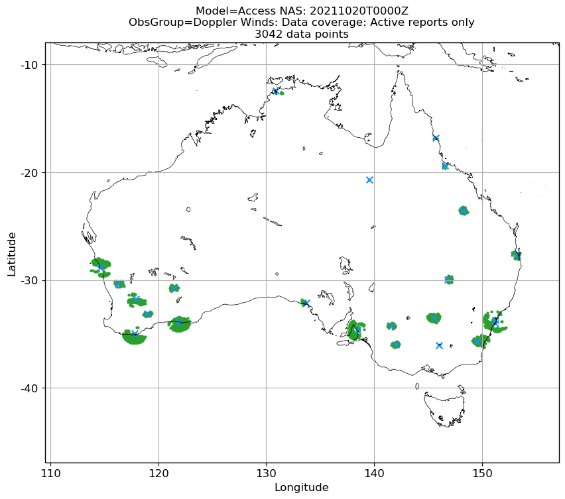 Model=Access NAS: 20211020T0000Z
ObsGroup=Doppler Winds: Data coverage: Active reports only
3042 data points
-10
-20
-30
-40
Latitude
110
120
130
140
150
Longitude